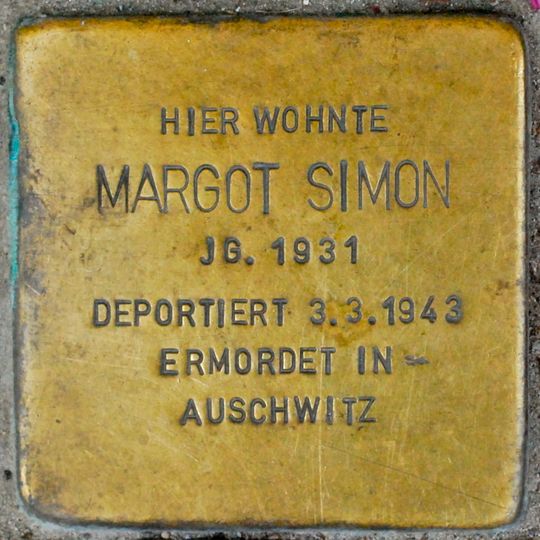 HIER WOHNTE
MARGOT SIMON
JG. 1931
DEPORTIERT 3.3.1943
ERMORDET IN
AUSCHWITZ